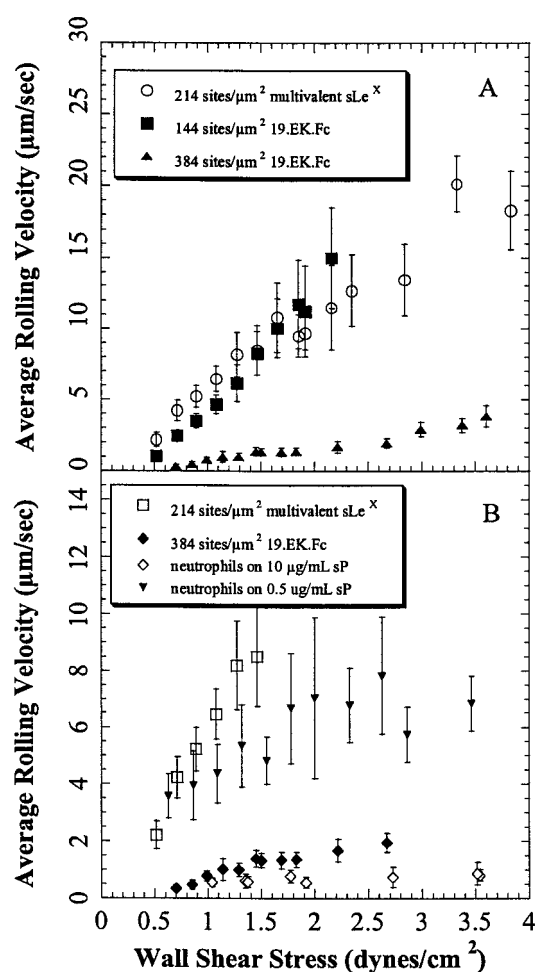 A
○ 214 sites/µm² multivalent sLe ˣ
■ 144 sites/µm² 19.EK.Fc
▲ 384 sites/µm² 19.EK.Fc
Average Rolling Velocity (µm/sec)
30
25
20
15
10
5
0
B
□ 214 sites/µm² multivalent sLe ˣ
◆ 384 sites/µm² 19.EK.Fc
◇ neutrophils on 10 µg/mL sP
▼ neutrophils on 0.5 ug/mL sP
Average Rolling Velocity (µm/sec)
14
12
10
8
6
4
2
0
0 0.5 1 1.5 2 2.5 3 3.5 4
Wall Shear Stress (dynes/cm ²)